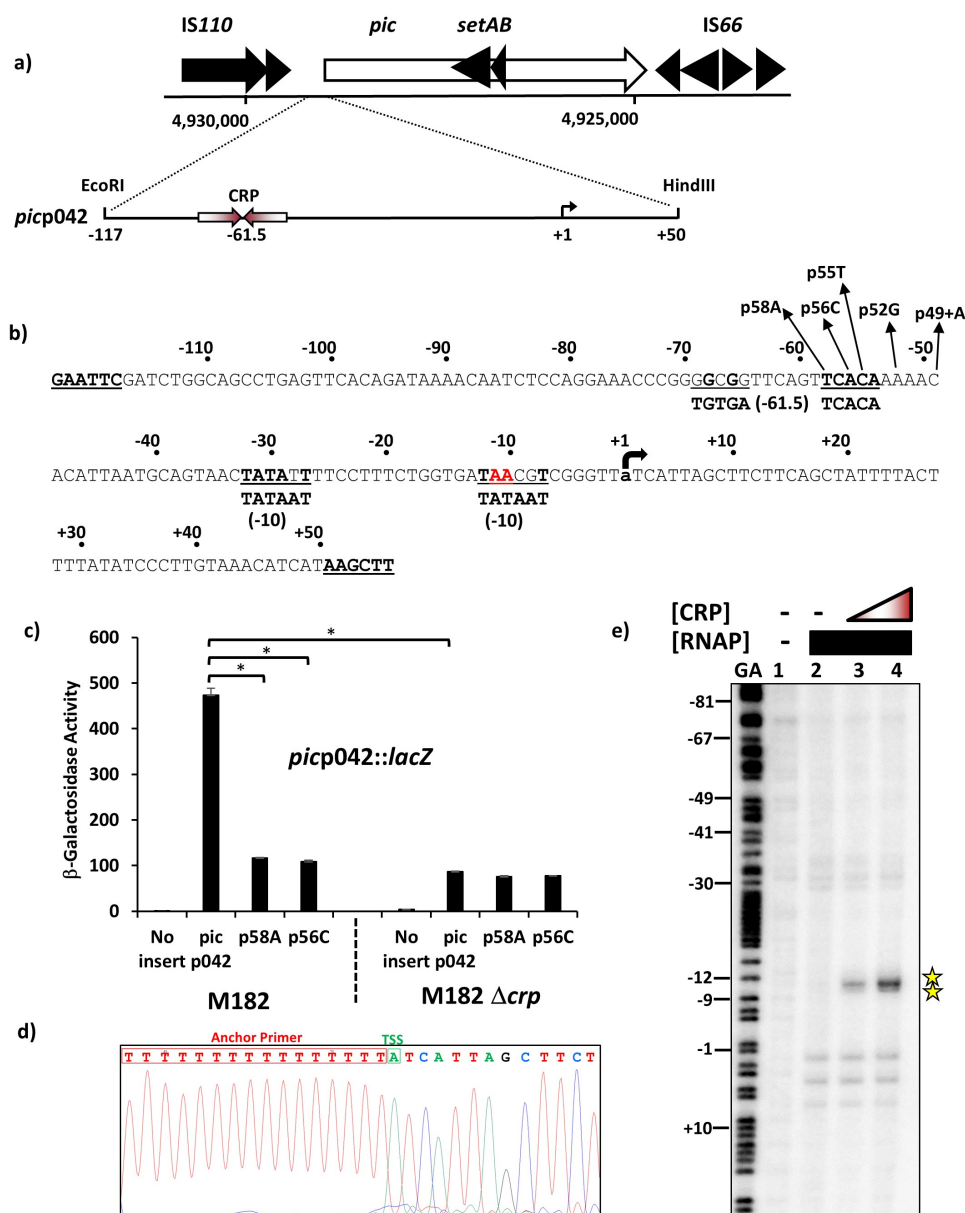 a)
IS110 pic setAB IS66
4,930,000 4,925,000
EcoRI CRP HindIII
picp042
-117 -61.5 +1 +50
b)
p55T
p58A p56C p52G p49+A
-110 -100 -90 -80 -70 -60 -50
GAATTCGATCTGGCAGCCTGAGTTCACAGATAAAACAATCTCCAGGAAACCCGGGGCGGTTCAGTTCACAAAAAC
TGTGA (-61.5) TCACA
-40 -30 -20 -10 +1 +10 +20
ACATTAATGCAGTAACTATATTTTCCTTTCTGGTGATAACGTCGGGTTaTCATTAGCTTCTTCAGCTATTTTACT
TATAAT TATAAT
(-10) (-10)
+30 +40 +50
TTTATATCCCTTGTAAACATCATAAGCTT
c)
600
500
400
300
200
100
0
β-Galactosidase Activity
* * *
picp042::lacZ
No insert pic p042 p58A p56C No insert pic p042 p58A p56C
M182 M182 Δcrp
d)
Anchor Primer TSS
T T T T T T T T T T T T T T T A T C A T T A G C T T C T
e)
[CRP] - -
[RNAP] -
GA 1 2 3 4
-81
-67
-49
-41
-30
-12
-9
-1
+10